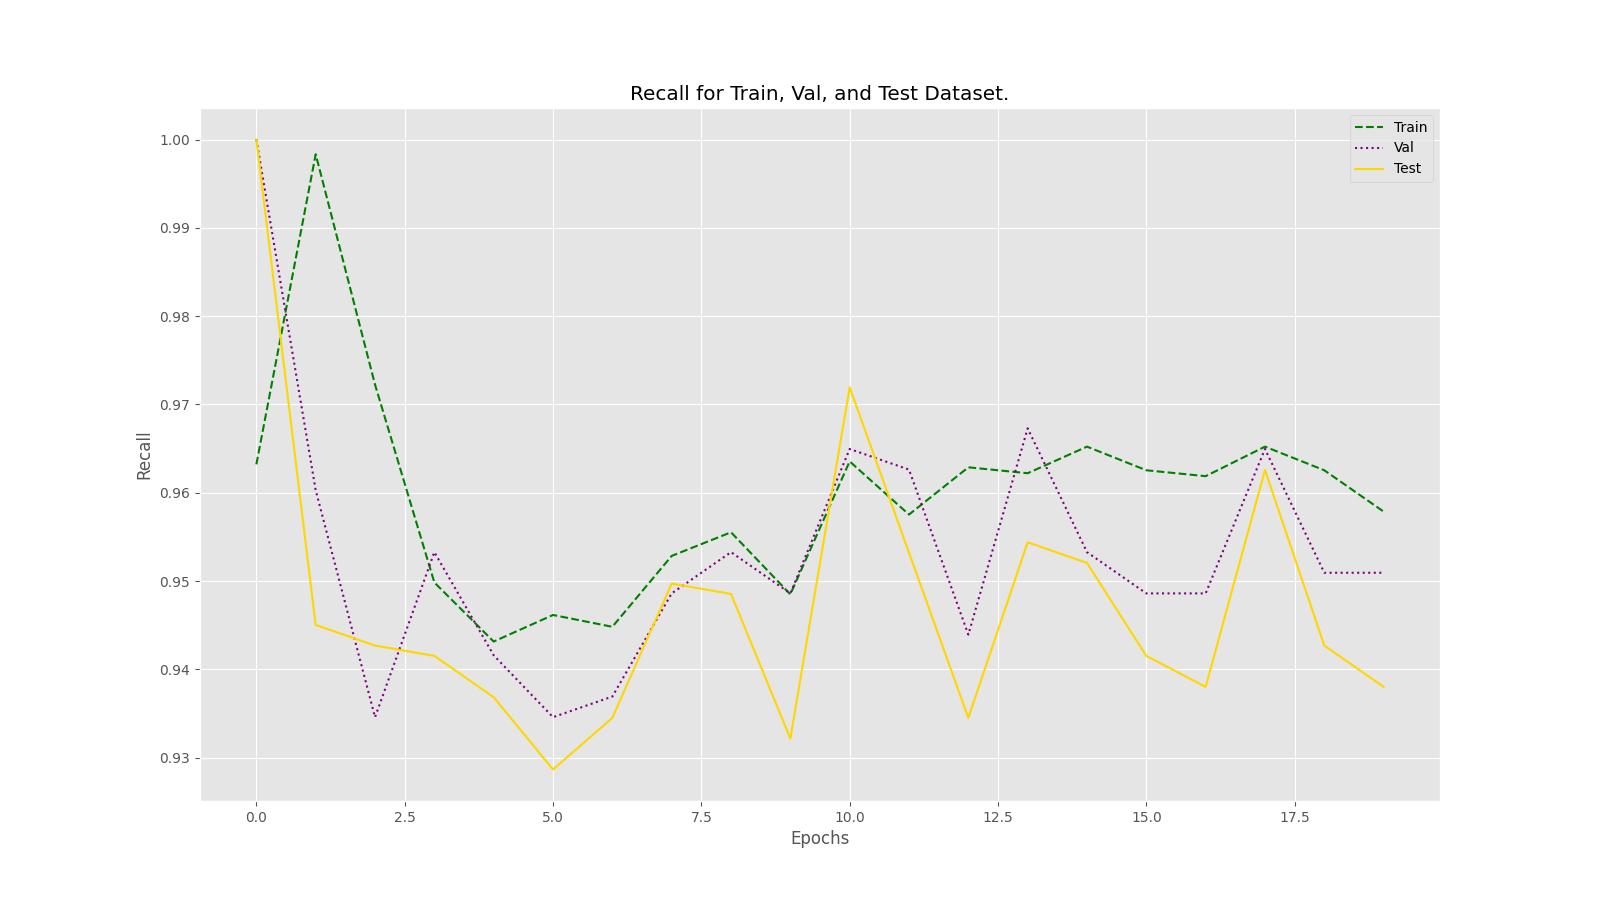 Recall for Train, Val, and Test Dataset.
Train
Val
Test
1.00
0.99
0.98
0.97
0.96
0.95
0.94
0.93
Recall
0.0 2.5 5.0 7.5 10.0 12.5 15.0 17.5
Epochs